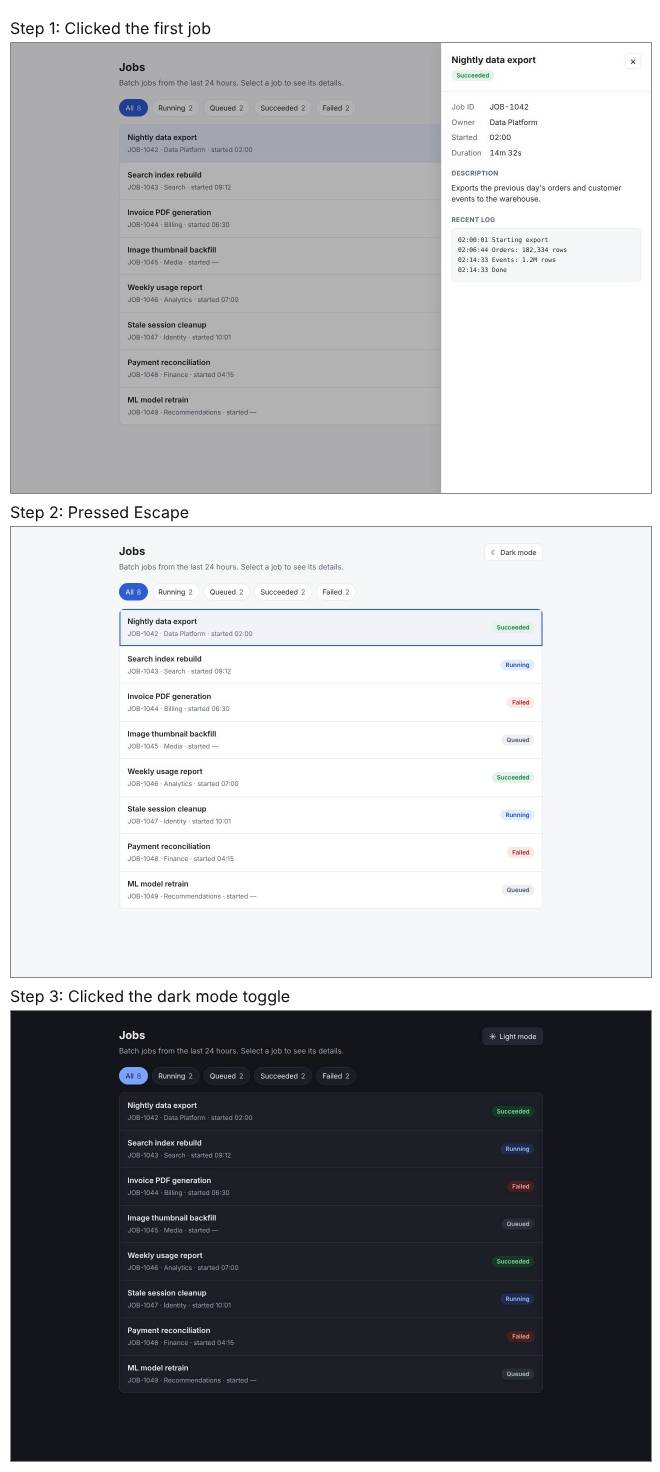 Step 1: Clicked the first job
Jobs
Batch jobs from the last 24 hours. Select a job to see its details.
All 8 Running 2 Queued 2 Succeeded 2 Failed 2
Nightly data export
JOB-1042 · Data Platform · started 02:00
Search index rebuild
JOB-1043 · Search · started 09:12
Invoice PDF generation
JOB-1044 · Billing · started 06:30
Image thumbnail backfill
JOB-1045 · Media · started —
Weekly usage report
JOB-1046 · Analytics · started 07:00
Stale session cleanup
JOB-1047 · Identity · started 10:01
Payment reconciliation
JOB-1048 · Finance · started 04:15
ML model retrain
JOB-1049 · Recommendations · started —
Nightly data export
Succeeded
Job ID JOB-1042
Owner Data Platform
Started 02:00
Duration 14m 32s
DESCRIPTION
Exports the previous day's orders and customer
events to the warehouse.
RECENT LOG
02:00:01 Starting export
02:06:44 Orders: 182,334 rows
02:14:33 Events: 1.2M rows
02:14:33 Done
Step 2: Pressed Escape
Jobs
Dark mode
Batch jobs from the last 24 hours. Select a job to see its details.
All 8 Running 2 Queued 2 Succeeded 2 Failed 2
Nightly data export
JOB-1042 · Data Platform · started 02:00
Succeeded
Search index rebuild
JOB-1043 · Search · started 09:12
Running
Invoice PDF generation
JOB-1044 · Billing · started 06:30
Failed
Image thumbnail backfill
JOB-1045 · Media · started —
Queued
Weekly usage report
JOB-1046 · Analytics · started 07:00
Succeeded
Stale session cleanup
JOB-1047 · Identity · started 10:01
Running
Payment reconciliation
JOB-1048 · Finance · started 04:15
Failed
ML model retrain
JOB-1049 · Recommendations · started —
Queued
Step 3: Clicked the dark mode toggle
Jobs
Light mode
Batch jobs from the last 24 hours. Select a job to see its details.
All 8 Running 2 Queued 2 Succeeded 2 Failed 2
Nightly data export
JOB-1042 · Data Platform · started 02:00
Succeeded
Search index rebuild
JOB-1043 · Search · started 09:12
Running
Invoice PDF generation
JOB-1044 · Billing · started 06:30
Failed
Image thumbnail backfill
JOB-1045 · Media · started —
Queued
Weekly usage report
JOB-1046 · Analytics · started 07:00
Succeeded
Stale session cleanup
JOB-1047 · Identity · started 10:01
Running
Payment reconciliation
JOB-1048 · Finance · started 04:15
Failed
ML model retrain
JOB-1049 · Recommendations · started —
Queued